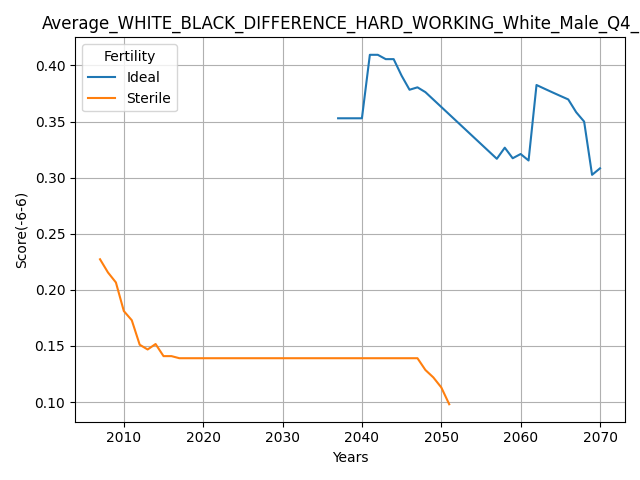 Average_WHITE_BLACK_DIFFERENCE_HARD_WORKING_White_Male_Q4_
Fertility
Ideal
Sterile
0.40
0.35
0.30
0.25
0.20
0.15
0.10
Score(-6-6)
2010 2020 2030 2040 2050 2060 2070
Years